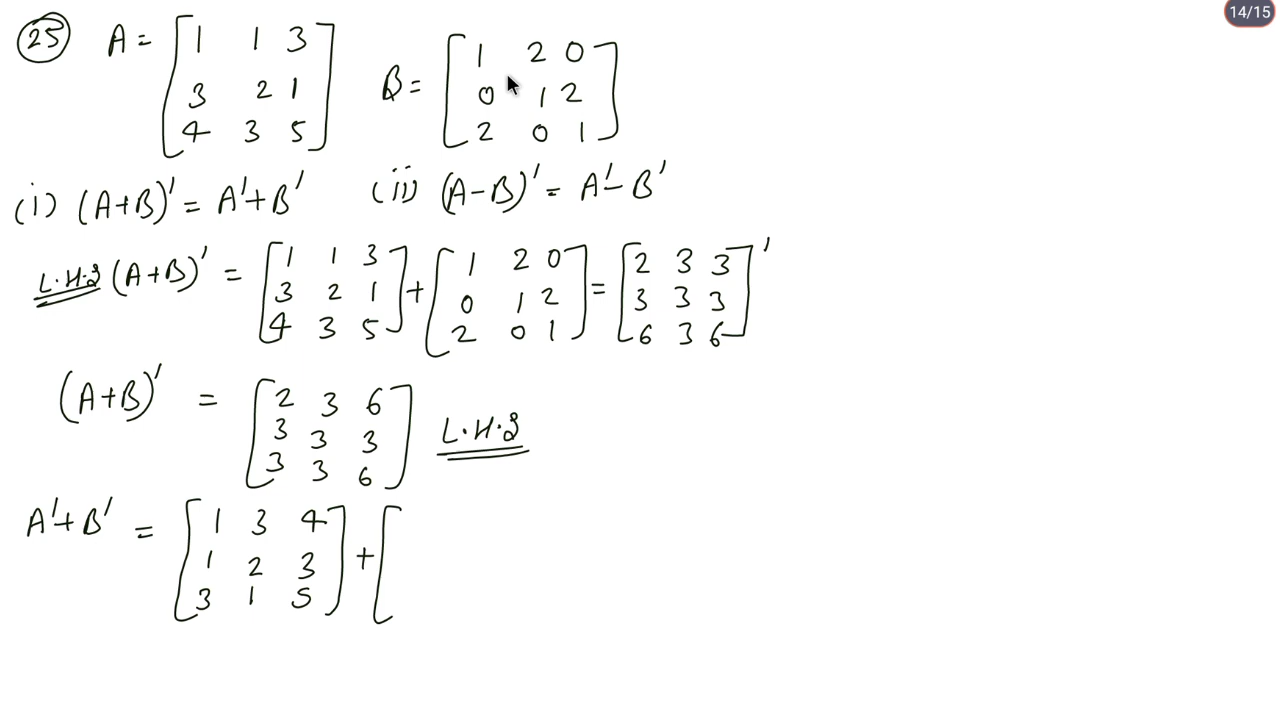 14/15
25 A = [1 1 3
3 2 1
4 3 5] B = [1 2 0
0 1 2
2 0 1]
(i) (A+B)' = A'+B' (ii) (A-B)' = A'-B'
L.H.S (A+B)' = [1 1 3
3 2 1
4 3 5] + [1 2 0
0 1 2
2 0 1] = [2 3 3
3 3 3
6 3 6]'
(A+B)' = [2 3 6
3 3 3
3 3 6] L.H.S
A'+B' = [1 3 4
1 2 3
3 1 5] + [